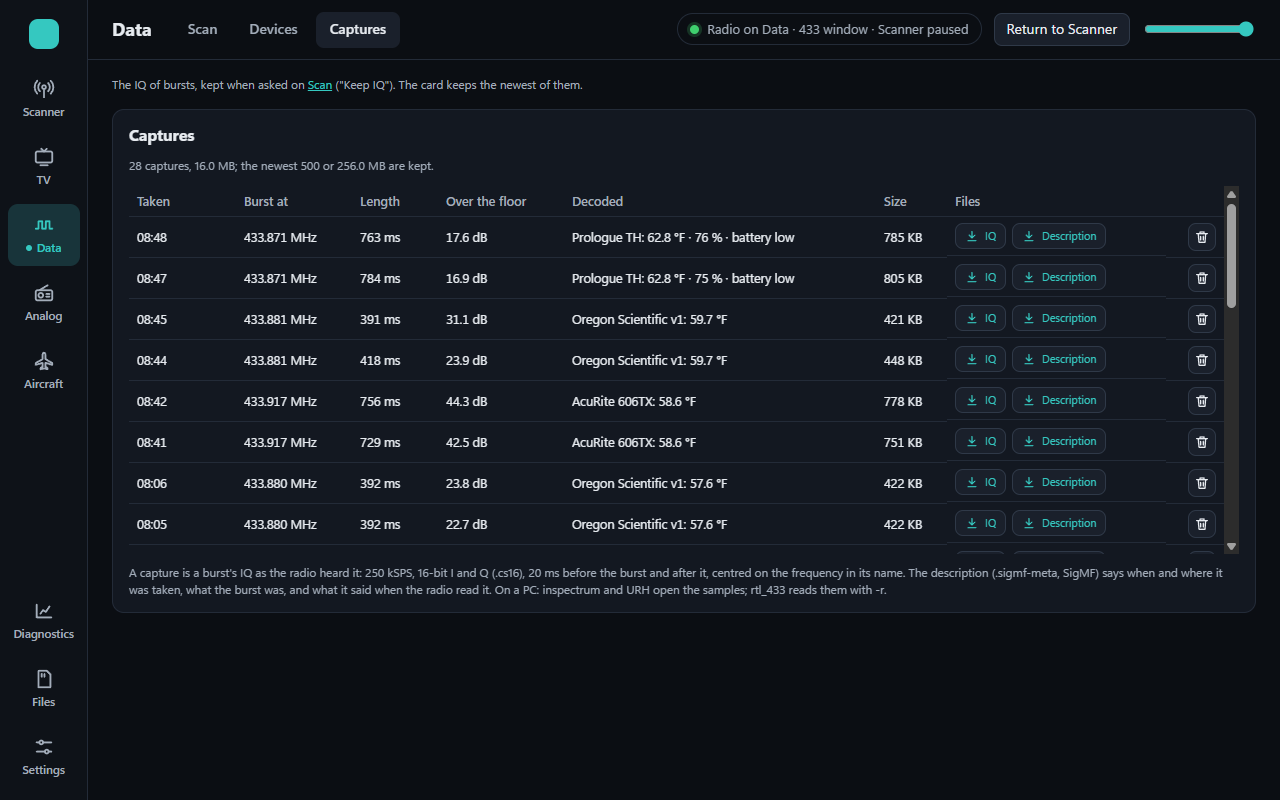 Data
Scan
Devices
Captures
Radio on Data · 433 window · Scanner paused
Return to Scanner
Scanner
TV
Data
Analog
Aircraft
Diagnostics
Files
Settings
The IQ of bursts, kept when asked on Scan ("Keep IQ"). The card keeps the newest of them.
Captures
28 captures, 16.0 MB; the newest 500 or 256.0 MB are kept.
Taken Burst at Length Over the floor Decoded Size Files
08:48 433.871 MHz 763 ms 17.6 dB Prologue TH: 62.8 °F · 76 % · battery low 785 KB IQ Description
08:47 433.871 MHz 784 ms 16.9 dB Prologue TH: 62.8 °F · 75 % · battery low 805 KB IQ Description
08:45 433.881 MHz 391 ms 31.1 dB Oregon Scientific v1: 59.7 °F 421 KB IQ Description
08:44 433.881 MHz 418 ms 23.9 dB Oregon Scientific v1: 59.7 °F 448 KB IQ Description
08:42 433.917 MHz 756 ms 44.3 dB AcuRite 606TX: 58.6 °F 778 KB IQ Description
08:41 433.917 MHz 729 ms 42.5 dB AcuRite 606TX: 58.6 °F 751 KB IQ Description
08:06 433.880 MHz 392 ms 23.8 dB Oregon Scientific v1: 57.6 °F 422 KB IQ Description
08:05 433.880 MHz 392 ms 22.7 dB Oregon Scientific v1: 57.6 °F 422 KB IQ Description
A capture is a burst's IQ as the radio heard it: 250 kSPS, 16-bit I and Q (.cs16), 20 ms before the burst and after it, centred on the frequency in its name. The description (.sigmf-meta, SigMF) says when and where it
was taken, what the burst was, and what it said when the radio read it. On a PC: inspectrum and URH open the samples; rtl_433 reads them with -r.